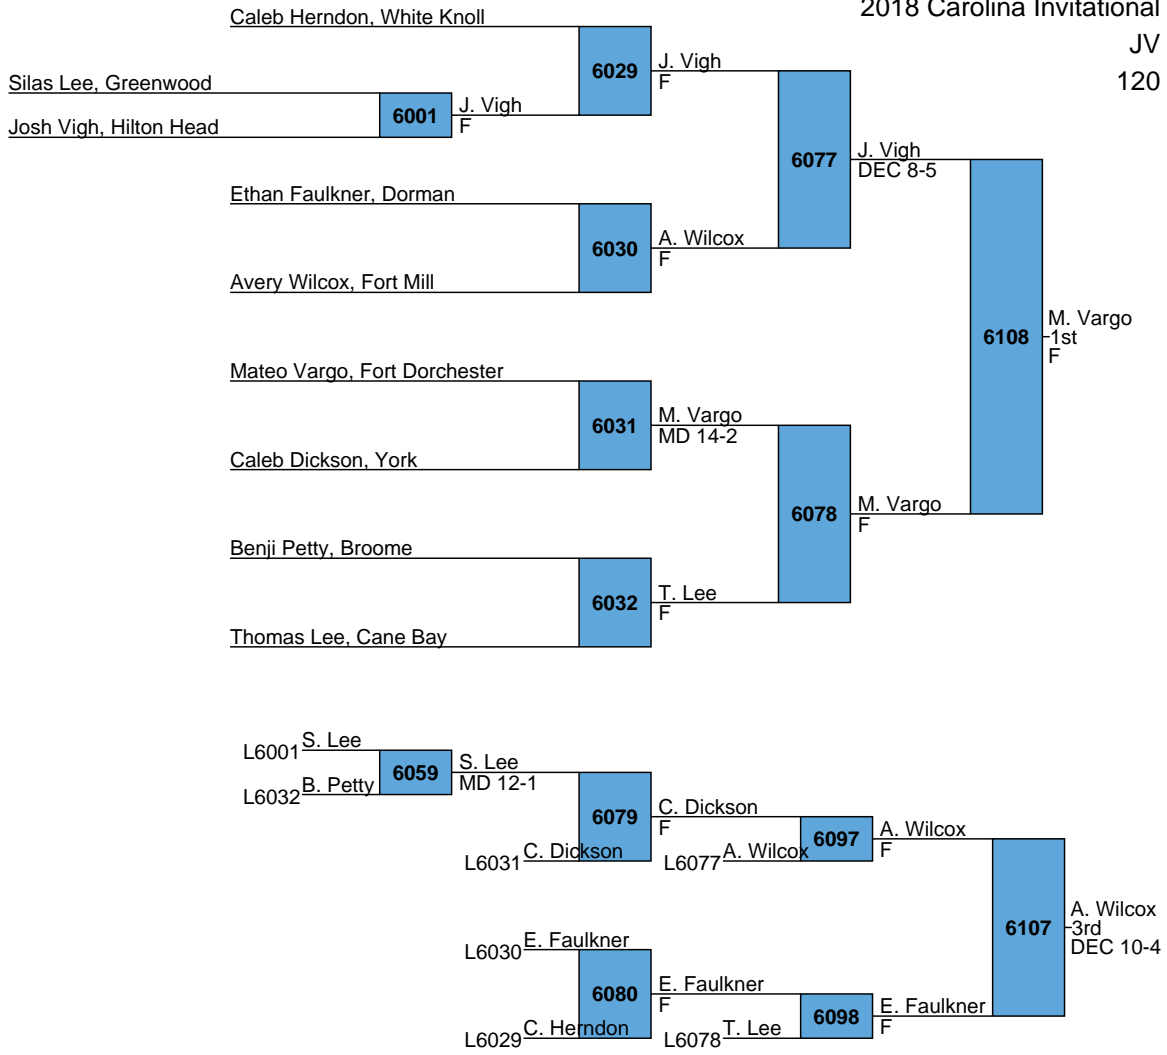 2018 Carolina Invitational
JV
120
Caleb Herndon, White Knoll
6029
J. Vigh
F
Silas Lee, Greenwood
6001
J. Vigh
F
Josh Vigh, Hilton Head
6077
J. Vigh
DEC 8-5
Ethan Faulkner, Dorman
6030
A. Wilcox
F
Avery Wilcox, Fort Mill
6108
M. Vargo
1st
F
Mateo Vargo, Fort Dorchester
6031
M. Vargo
MD 14-2
Caleb Dickson, York
6078
M. Vargo
F
Benji Petty, Broome
6032
T. Lee
F
Thomas Lee, Cane Bay
L6001
S. Lee
6059
S. Lee
MD 12-1
L6032
B. Petty
6079
C. Dickson
F
L6031
C. Dickson
L6077
A. Wilcox
6097
A. Wilcox
F
6107
A. Wilcox
3rd
DEC 10-4
L6030
E. Faulkner
6080
E. Faulkner
F
L6029
C. Herndon
L6078
T. Lee
6098
E. Faulkner
F